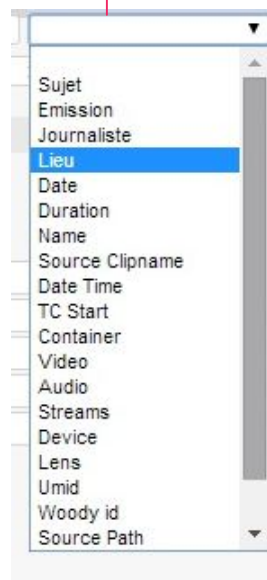 Sujet
Emission
Journaliste
Lieu
Date
Duration
Name
Source Clipname
Date Time
TC Start
Container
Video
Audio
Streams
Device
Lens
Umid
Woody id
Source Path